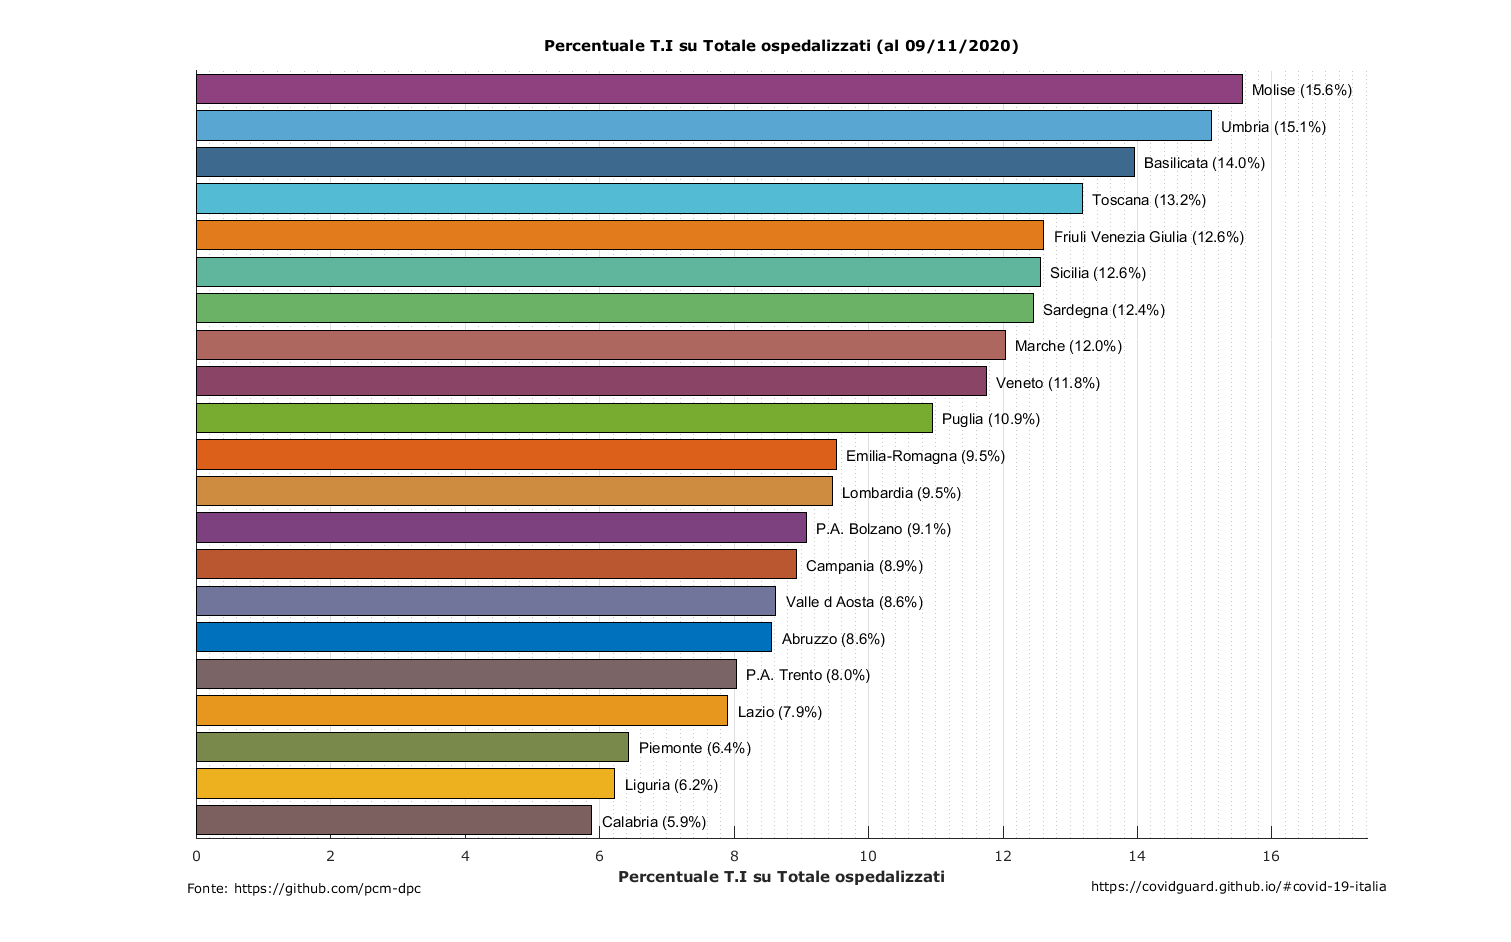 Percentuale T.I su Totale ospedalizzati (al 09/11/2020)
Molise (15.6%)
Umbria (15.1%)
Basilicata (14.0%)
Toscana (13.2%)
Friuli Venezia Giulia (12.6%)
Sicilia (12.6%)
Sardegna (12.4%)
Marche (12.0%)
Veneto (11.8%)
Puglia (10.9%)
Emilia-Romagna (9.5%)
Lombardia (9.5%)
P.A. Bolzano (9.1%)
Campania (8.9%)
Valle d Aosta (8.6%)
Abruzzo (8.6%)
P.A. Trento (8.0%)
Lazio (7.9%)
Piemonte (6.4%)
Liguria (6.2%)
Calabria (5.9%)
0 2 4 6 8 10 12 14 16
Percentuale T.I su Totale ospedalizzati
Fonte: https://github.com/pcm-dpc
https://covidguard.github.io/#covid-19-italia